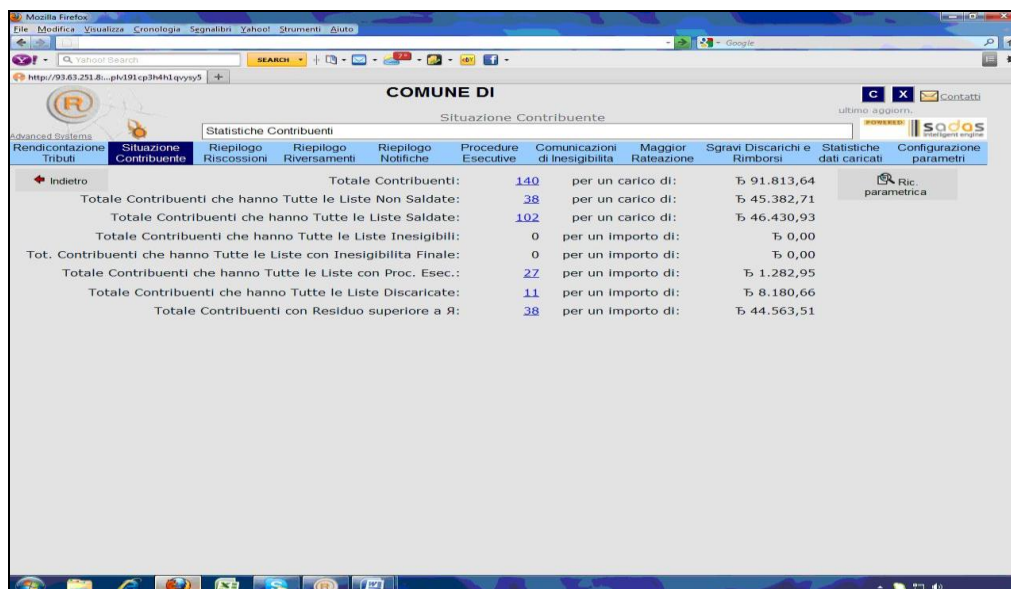 Mozilla Firefox
File Modifica Visualizza Cronologia Segnalibri Yahoo! Strumenti Aiuto
Google
Yahoo! Search SEARCH
http://93.63.251.8:...plv191cp3h4h1qvysy5
COMUNE DI
C X Contatti
Situazione Contribuente
ultimo aggiorn.
Advanced Systems
Statistiche Contribuenti
POWERED sadas
Intelligent engine
Rendicontazione Tributi Situazione Contribuente Riepilogo Riscossioni Riepilogo Riversamenti Riepilogo Notifiche Procedure Esecutive Comunicazioni di Inesigibilita Maggior Rateazione Sgravi Discarichi e Rimborsi Statistiche dati caricati Configurazione parametri
Indietro
Ric. parametrica
Totale Contribuenti: 140 per un carico di: Ђ 91.813,64
Totale Contribuenti che hanno Tutte le Liste Non Saldate: 38 per un carico di: Ђ 45.382,71
Totale Contribuenti che hanno Tutte le Liste Saldate: 102 per un carico di: Ђ 46.430,93
Totale Contribuenti che hanno Tutte le Liste Inesigibili: 0 per un importo di: Ђ 0,00
Tot. Contribuenti che hanno Tutte le Liste con Inesigibilita Finale: 0 per un importo di: Ђ 0,00
Totale Contribuenti che hanno Tutte le Liste con Proc. Esec.: 27 per un importo di: Ђ 1.282,95
Totale Contribuenti che hanno Tutte le Liste Discaricate: 11 per un importo di: Ђ 8.180,66
Totale Contribuenti con Residuo superiore a Я: 38 per un importo di: Ђ 44.563,51